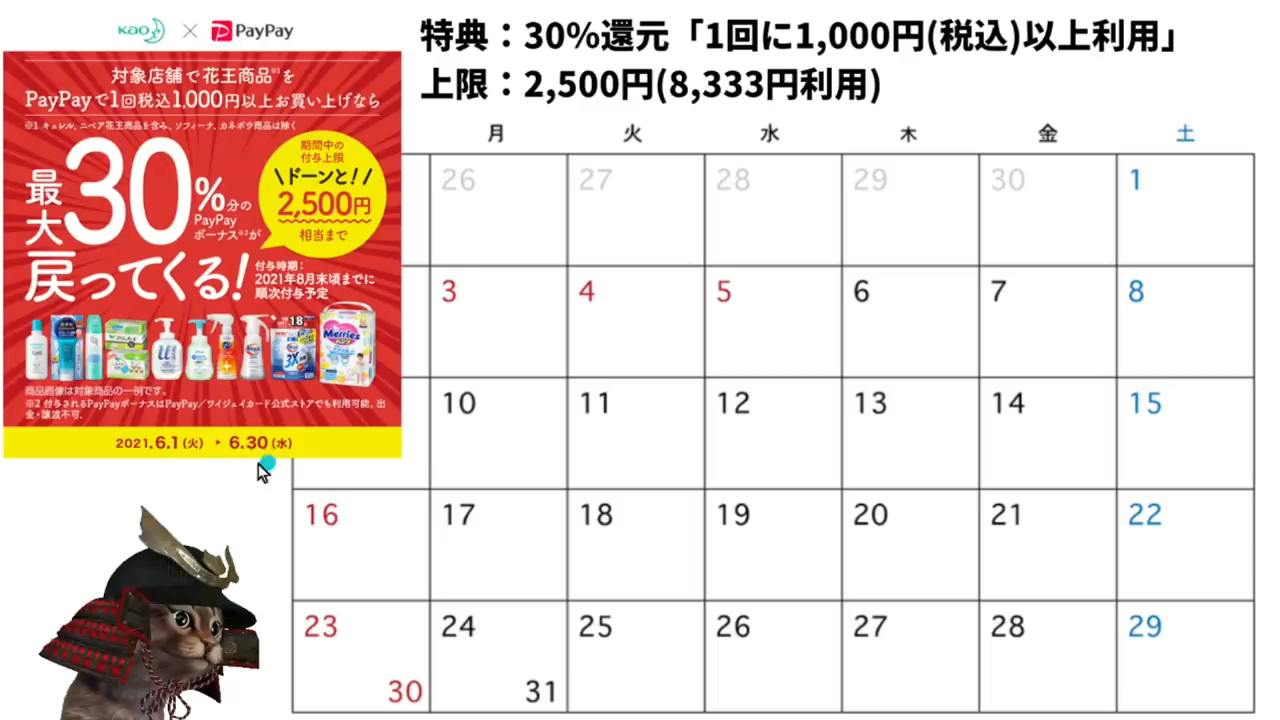 Kao × PayPay
対象店舗で花王商品※1を
PayPayで1回税込1,000円以上お買い上げなら
※1 キュレル、ニベア花王商品を含み、ソフィーナ、カネボウ商品は除く
最大30%分の
PayPay
ボーナス※2が
戻ってくる!
期間中の
付与上限
\ドーンと!/
2,500円
相当まで
付与時期:
2021年8月末頃までに
順次付与予定
Merries
商品画像は対象商品の一例です。
※2 付与されるPayPayボーナスはPayPay/ワイジェイカード公式ストアでも利用可能。出
金・譲渡不可。
2021.6.1(火) ▸ 6.30(水)
特典:30%還元「1回に1,000円(税込)以上利用」
上限:2,500円(8,333円利用)
月 火 水 木 金 土
26 27 28 29 30 1
3 4 5 6 7 8
10 11 12 13 14 15
16 17 18 19 20 21 22
23 24 25 26 27 28 29
30 31